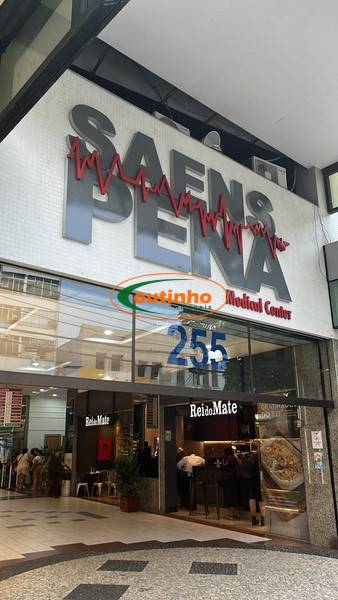 SAENS
PENA
Medical Center
Coutinho
255
Rei do Mate
Rei do Mate